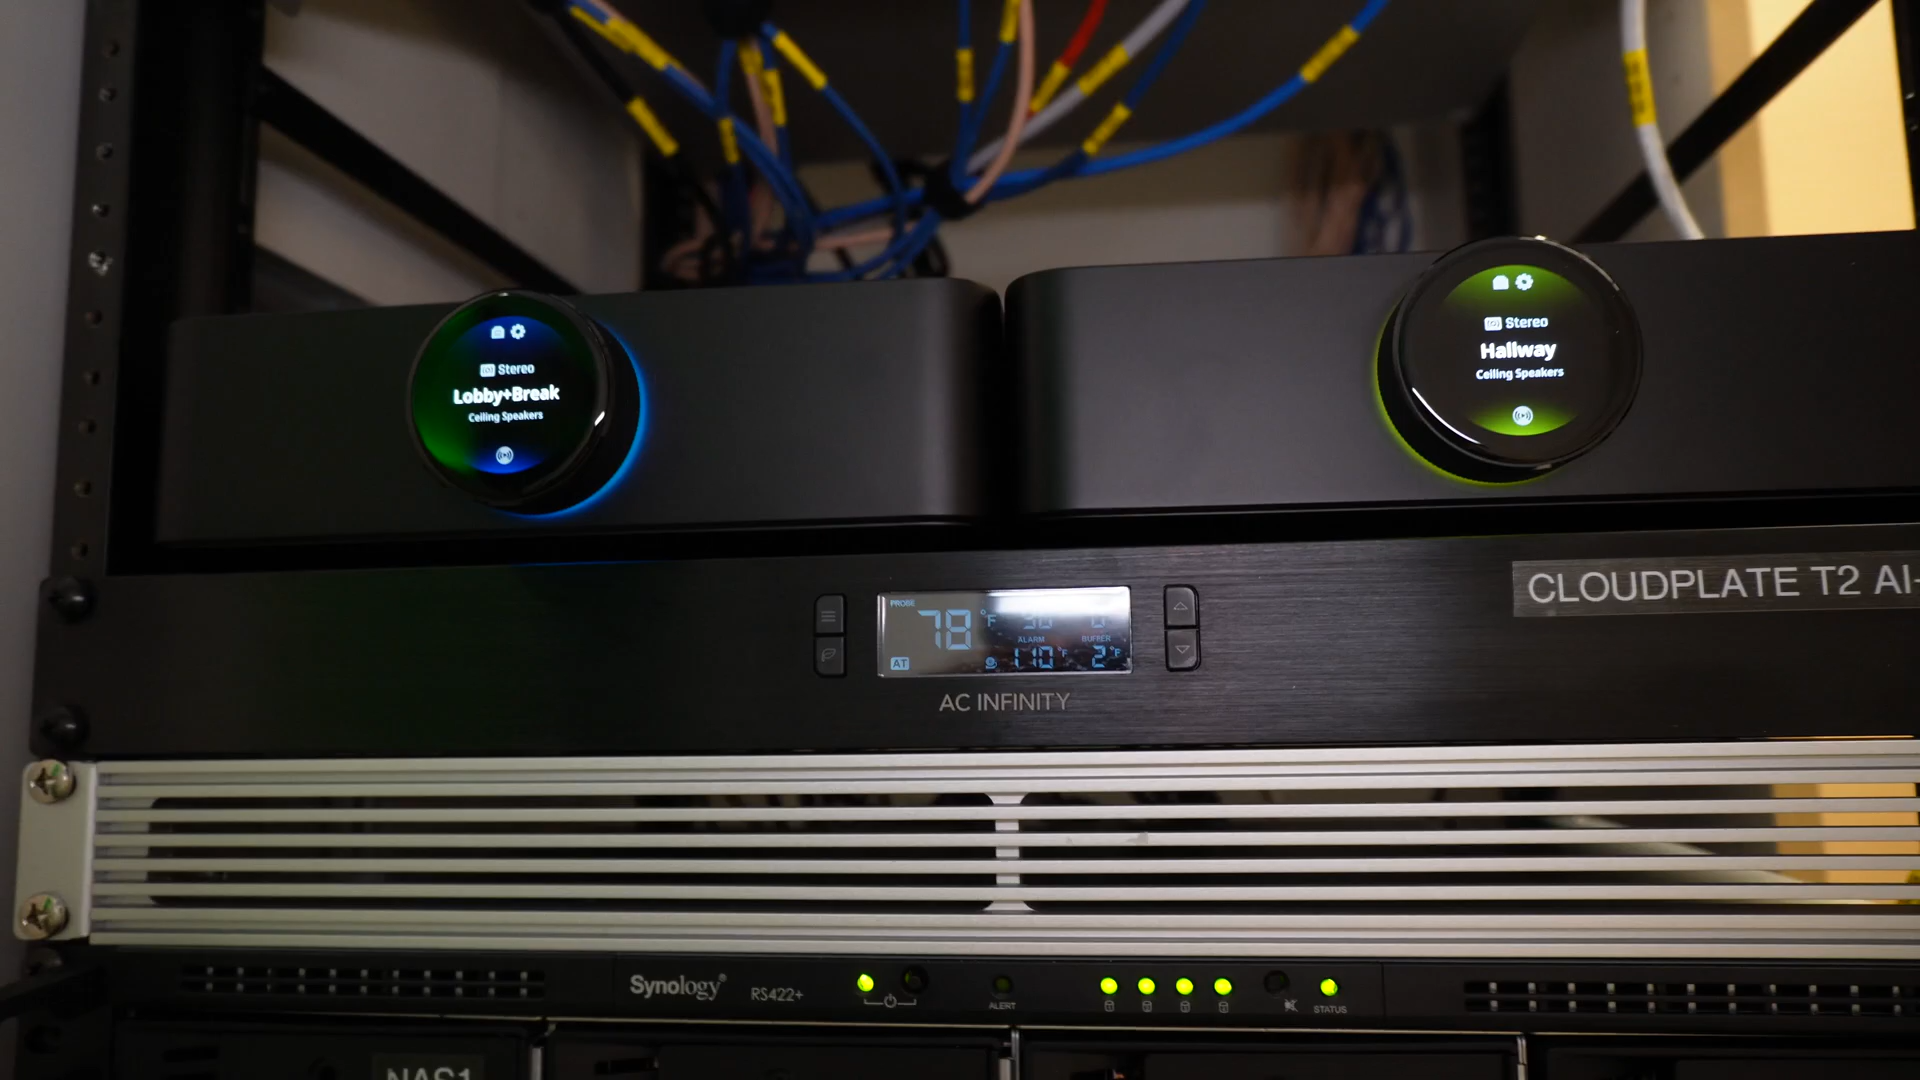 Stereo
Lobby+Break
Ceiling Speakers
Stereo
Hallway
Ceiling Speakers
CLOUDPLATE T2 AI-
PROBE
78 °F
ALARM
BUFFER
AT
110 °F
2 °F
AC INFINITY
Synology®
RS422+
ALERT
STATUS
NAS1